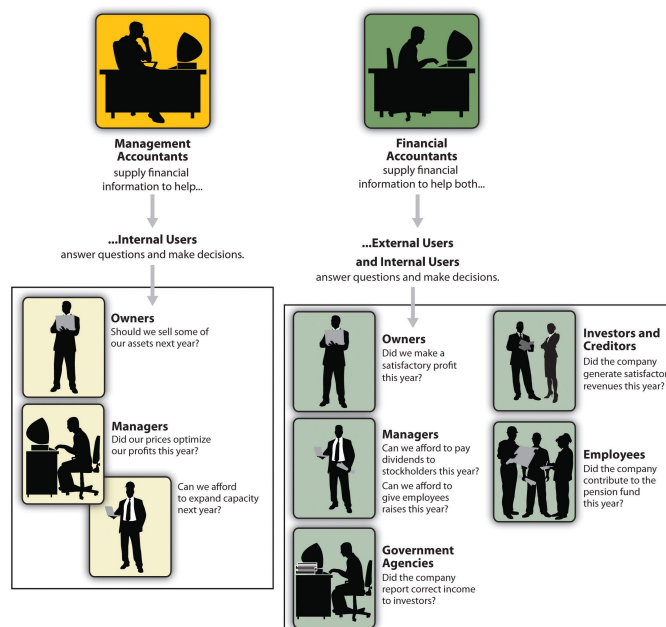 Management
Accountants
supply financial
information to help...
...Internal Users
answer questions and make decisions.
Owners
Should we sell some of
our assets next year?
Managers
Did our prices optimize
our profits this year?
Can we afford
to expand capacity
next year?
Financial
Accountants
supply financial
information to help both...
...External Users
and Internal Users
answer questions and make decisions.
Owners
Did we make a
satisfactory profit
this year?
Managers
Can we afford to pay
dividends to
stockholders this year?
Can we afford to
give employees
raises this year?
Government
Agencies
Did the company
report correct income
to investors?
Investors and
Creditors
Did the company
generate satisfactor
revenues this year?
Employees
Did the company
contribute to the
pension fund
this year?